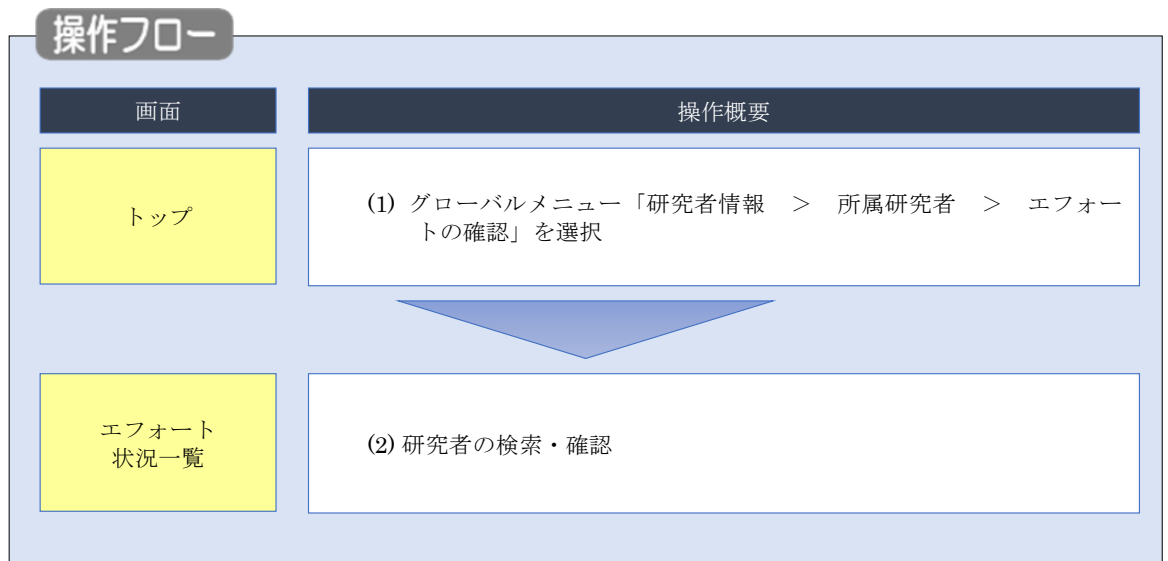 操作フロー
画面
操作概要
トップ
(1) グローバルメニュー「研究者情報　＞　所属研究者　＞　エフォー
トの確認」を選択
エフォート
状況一覧
(2) 研究者の検索・確認